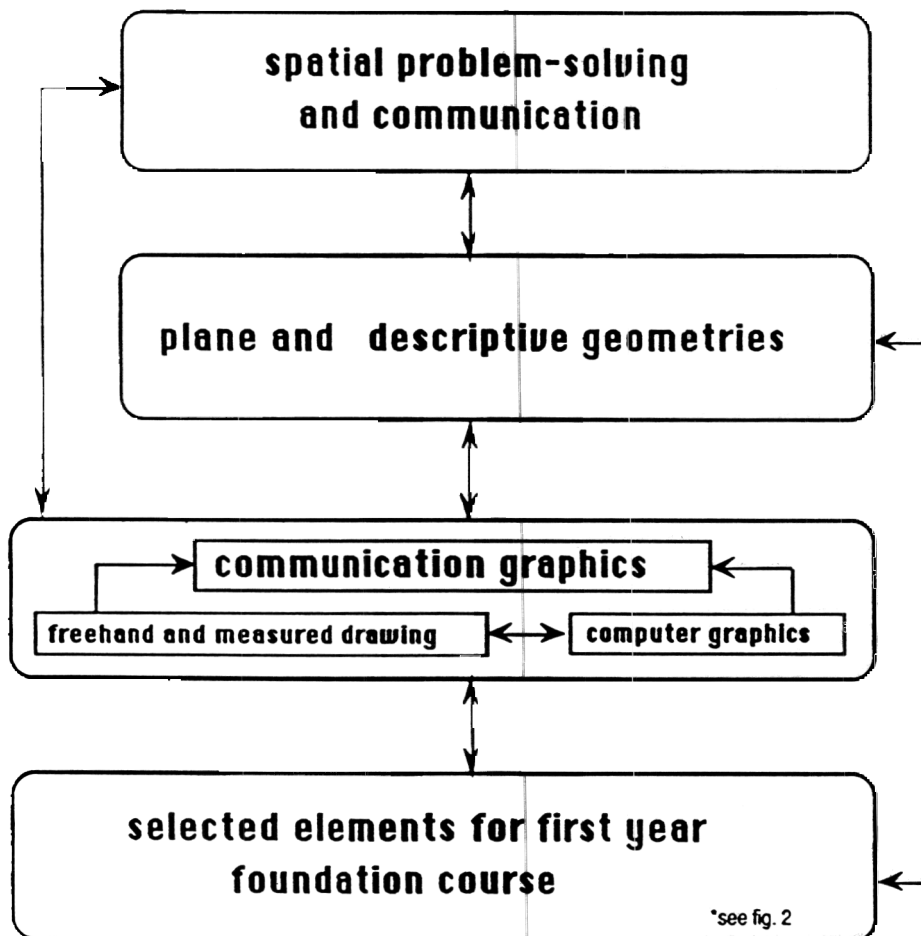 spatial problem-solving
and communication
plane and descriptive geometries
communication graphics
freehand and measured drawing
computer graphics
selected elements for first year
foundation course
*see fig. 2